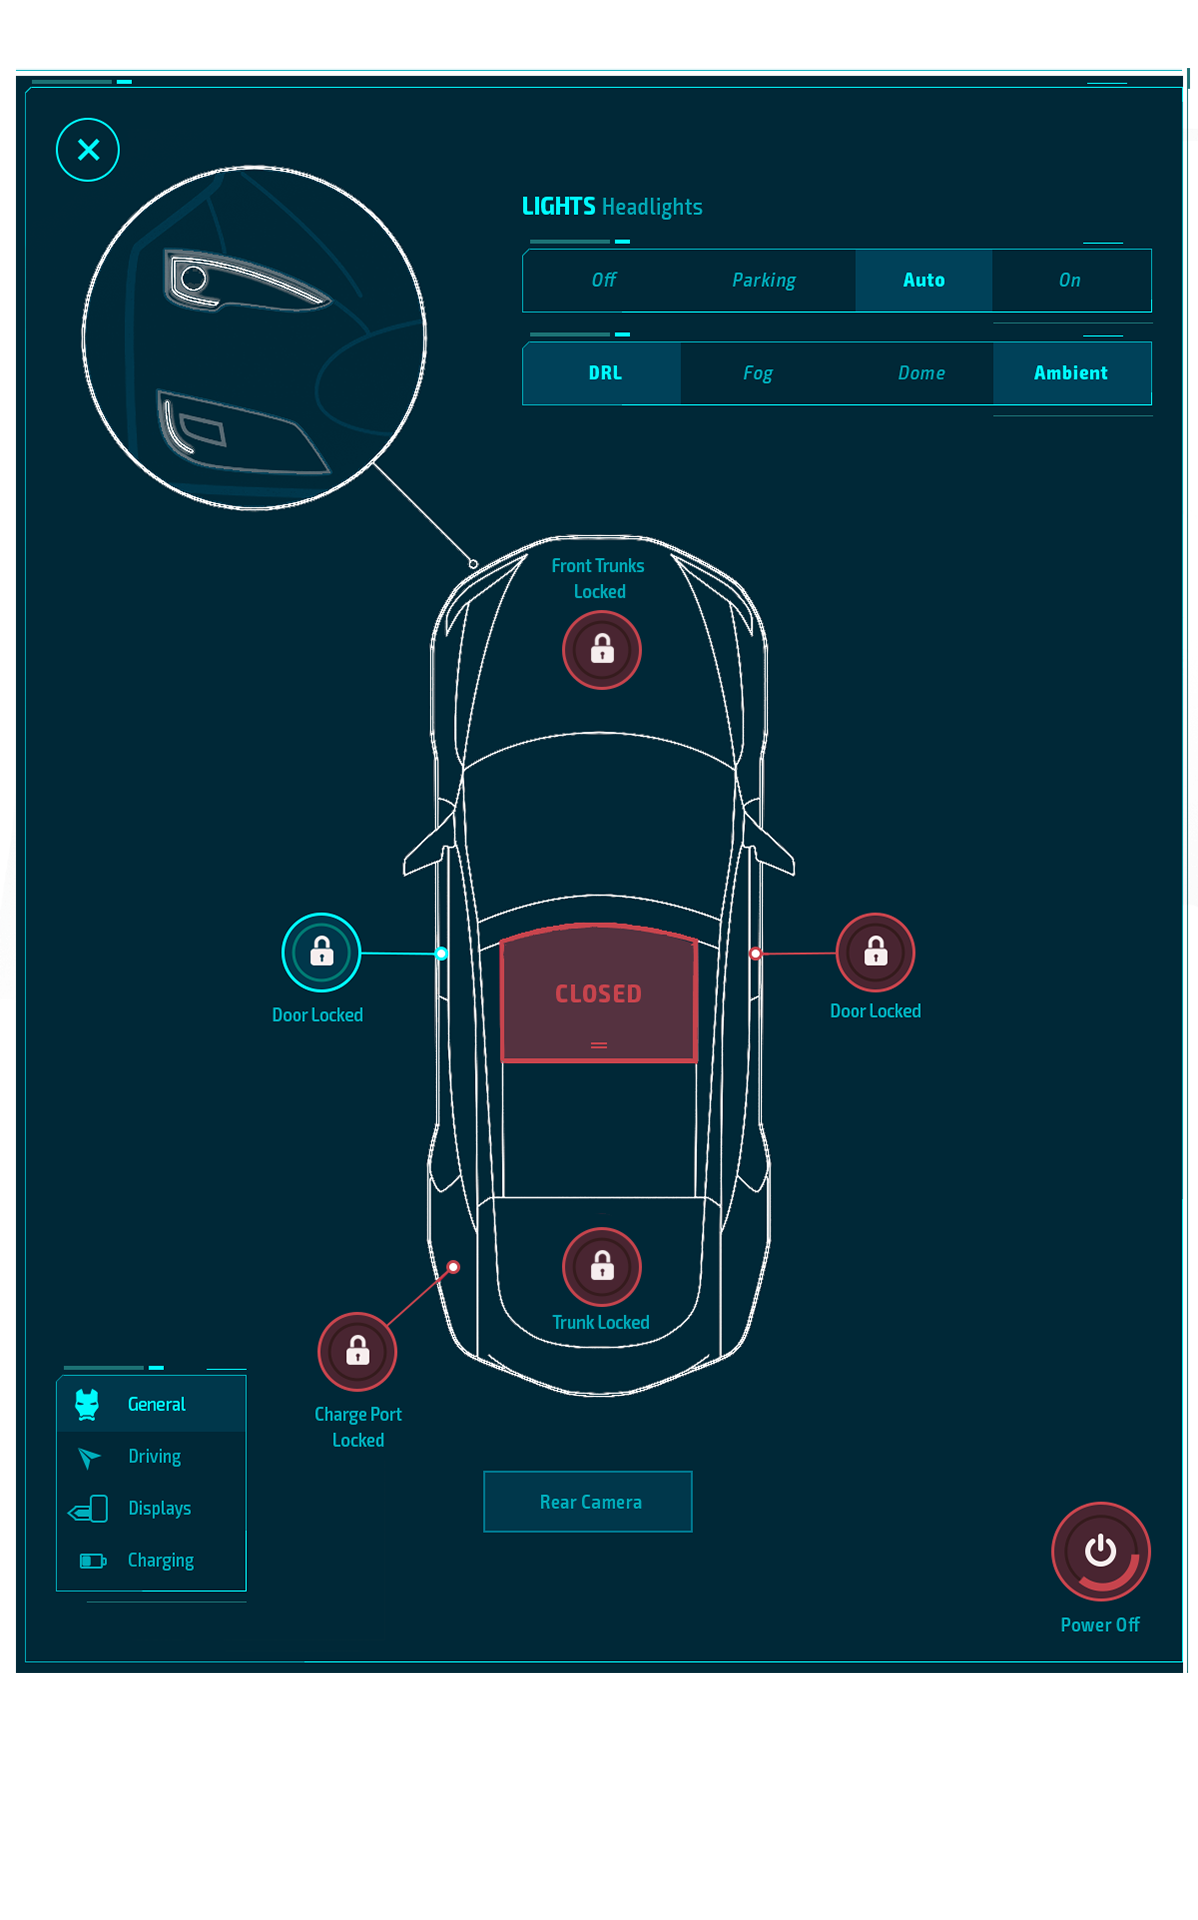 LIGHTS Headlights
Off Parking Auto On
DRL Fog Dome Ambient
Front Trunks
Locked
CLOSED
Door Locked
Door Locked
Trunk Locked
Charge Port
Locked
General
Driving
Displays
Charging
Rear Camera
Power Off